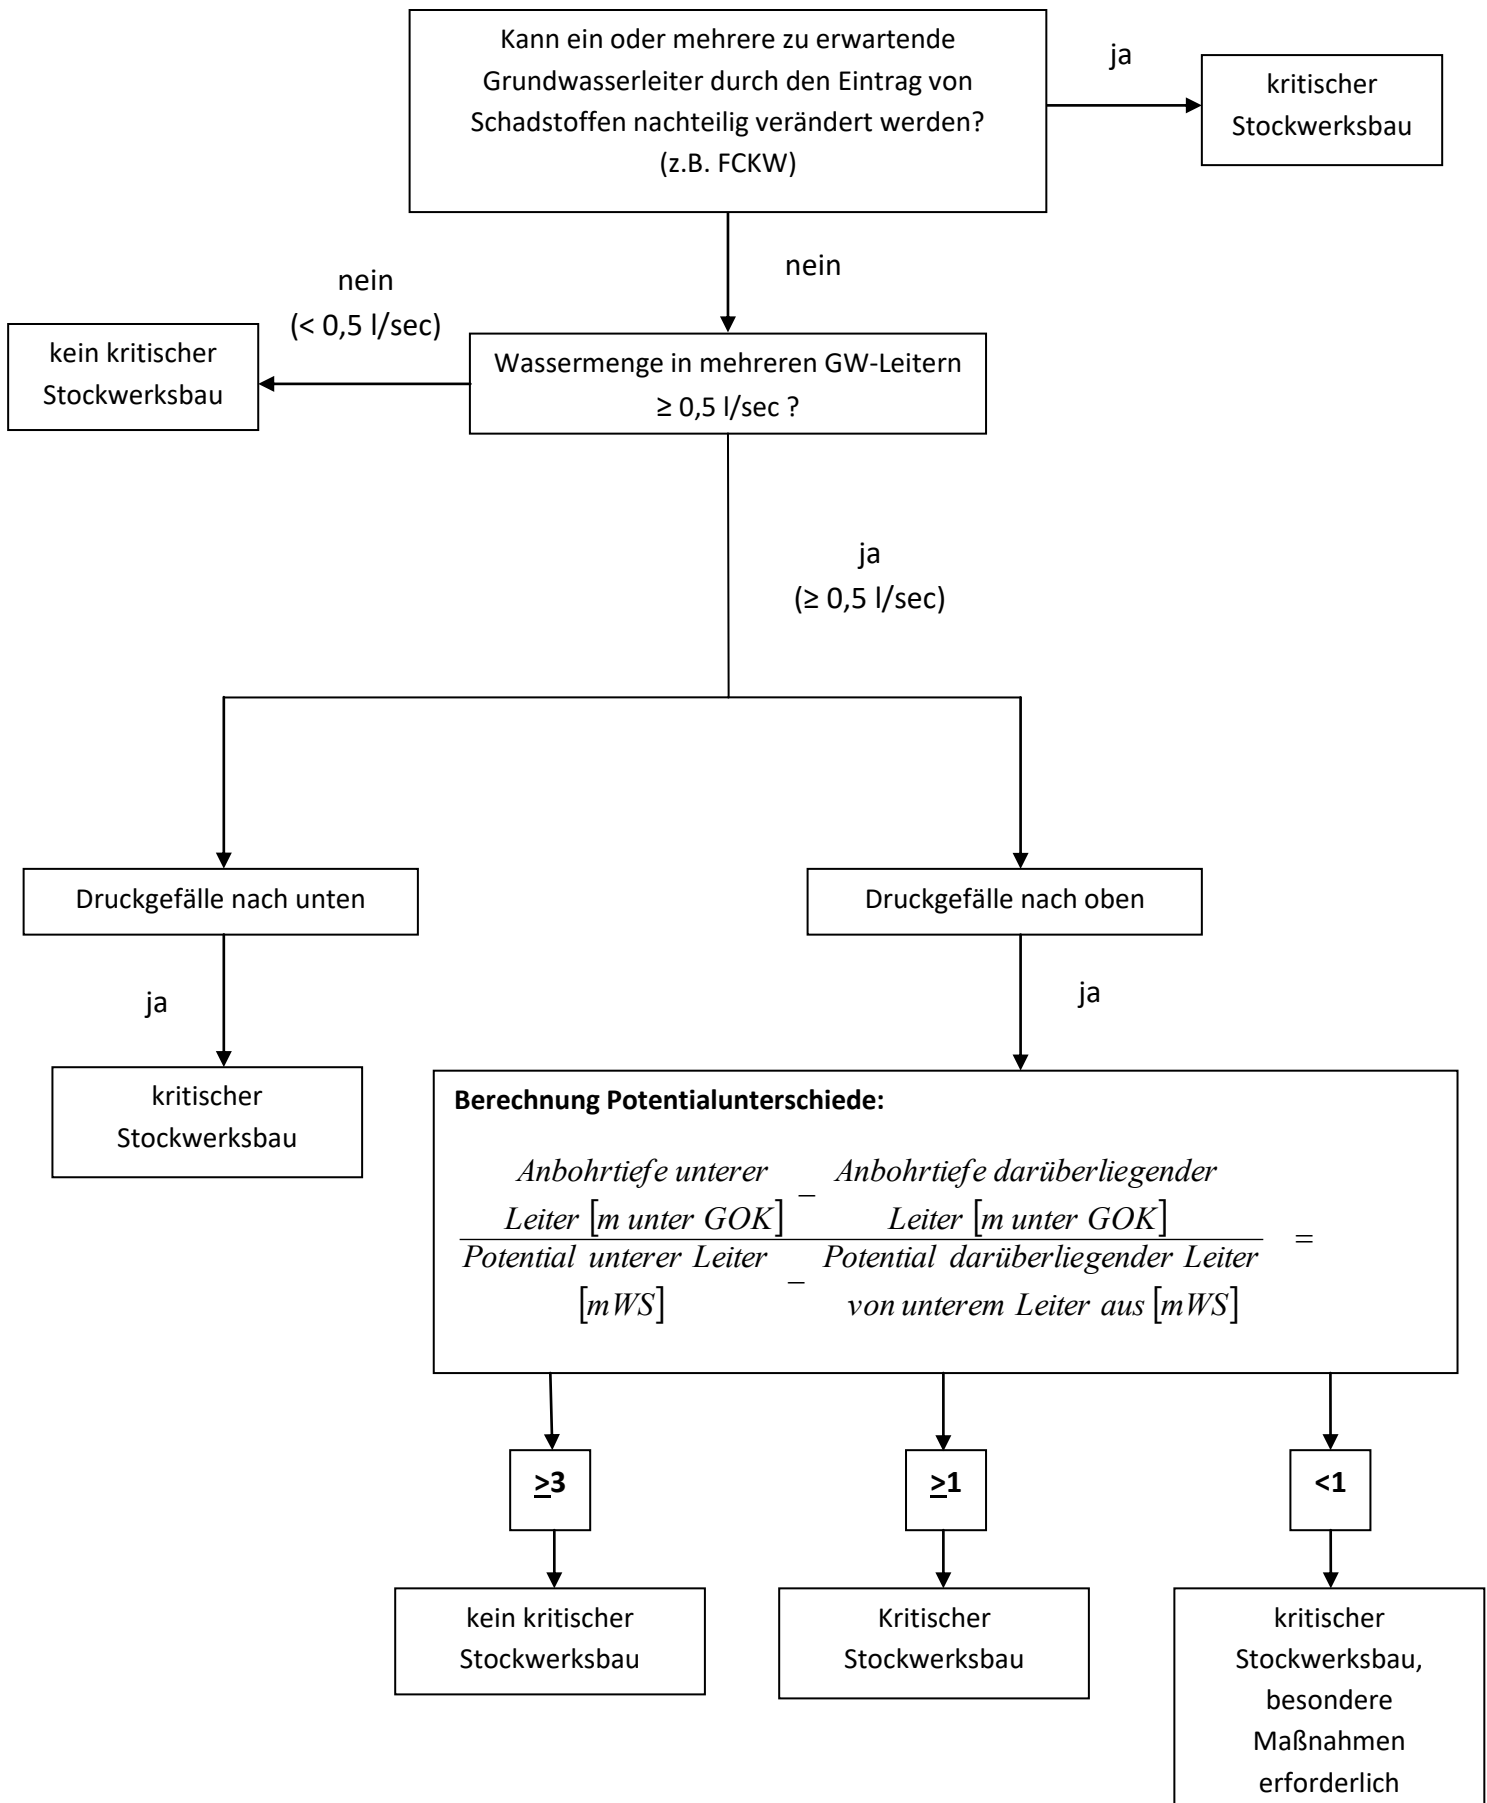 Kann ein oder mehrere zu erwartende
Grundwasserleiter durch den Eintrag von
Schadstoffen nachteilig verändert werden?
(z.B. FCKW)
ja
kritischer
Stockwerksbau
nein
nein
(< 0,5 l/sec)
kein kritischer
Stockwerksbau
Wassermenge in mehreren GW-Leitern
≥ 0,5 l/sec ?
ja
(≥ 0,5 l/sec)
Druckgefälle nach unten
Druckgefälle nach oben
ja
ja
kritischer
Stockwerksbau
Berechnung Potentialunterschiede:
Anbohrtiefe unterer − Anbohrtiefe darüberliegender
Leiter [m unter GOK] Leiter [m unter GOK]
Potential unterer Leiter − Potential darüberliegender Leiter =
[mWS] von unterem Leiter aus [mWS]
≥3
≥1
<1
kein kritischer
Stockwerksbau
Kritischer
Stockwerksbau
kritischer
Stockwerksbau,
besondere
Maßnahmen
erforderlich